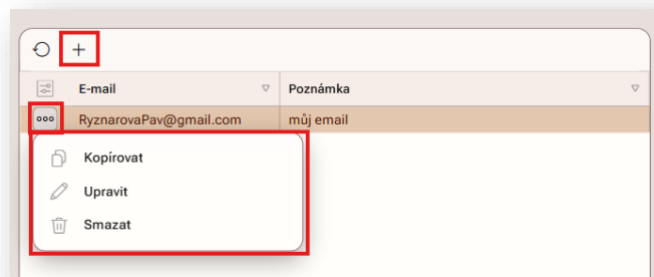 E-mail Poznámka
RyznarovaPav@gmail.com můj email
Kopírovat
Upravit
Smazat